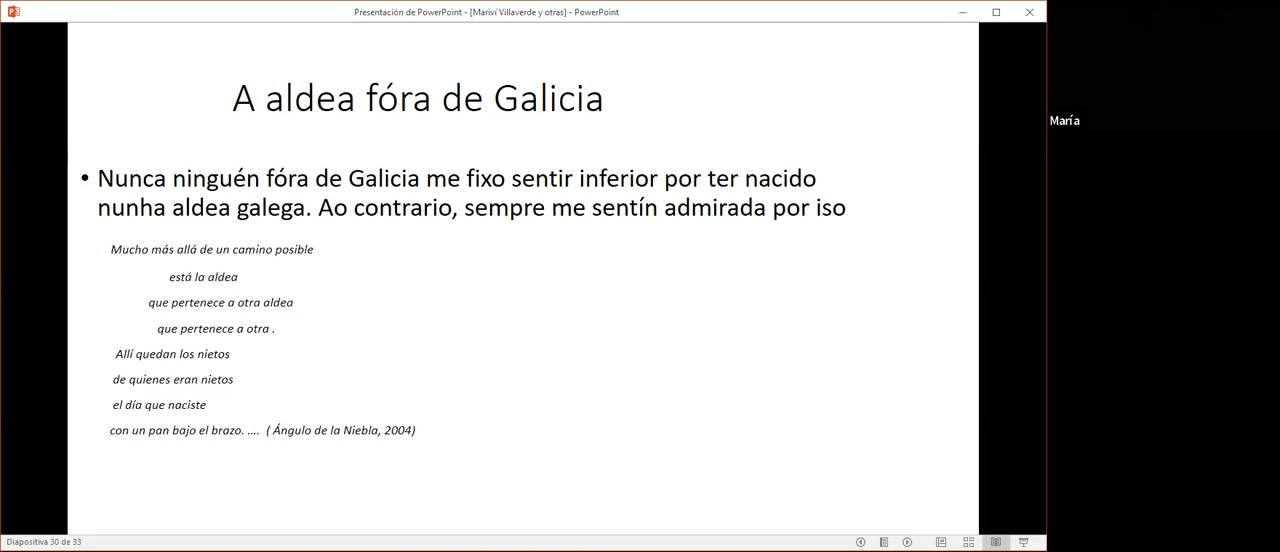 Presentación de PowerPoint - [Mariví Villaverde y otras] - PowerPoint
A aldea fóra de Galicia
María
• Nunca ninguén fóra de Galicia me fixo sentir inferior por ter nacido
nunha aldea galega. Ao contrario, sempre me sentín admirada por iso
Mucho más allá de un camino posible
está la aldea
que pertenece a otra aldea
que pertenece a otra .
Allí quedan los nietos
de quienes eran nietos
el día que naciste
con un pan bajo el brazo. .... ( Ángulo de la Niebla, 2004)
Diapositiva 30 de 33